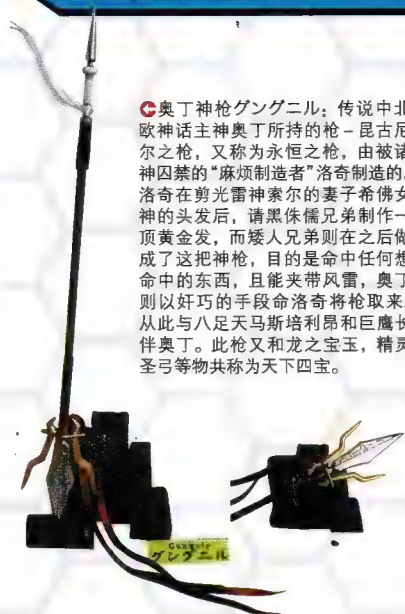 奥丁神枪グングニル：传说中北
欧神话主神奥丁所持的枪－昆古尼
尔之枪，又称为永恒之枪，由被诸
神囚禁的“麻烦制造者”洛奇制造的。
洛奇在剪光雷神索尔的妻子希佛女
神的头发后，请黑侏儒兄弟制作一
顶黄金发，而矮人兄弟则在之后做
成了这把神枪，目的是命中任何想
命中的东西，且能夹带风雷，奥丁
则以奸巧的手段命洛奇将枪取来，
从此与八足天马斯培利昂和巨鹰长
伴奥丁。此枪又和龙之宝玉，精灵
圣弓等物共称为天下四宝。
グングニル